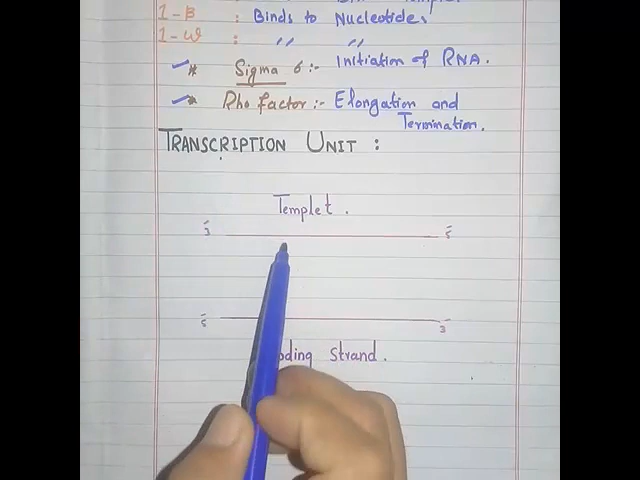 1-B : Binds to Nucleotides
1-W : " "
* Sigma σ :- Initiation of RNA.
* Rho factor :- Elongation and
Termination.
TRANSCRIPTION UNIT :
Templet .
3' 5'
5' 3'
oding strand .